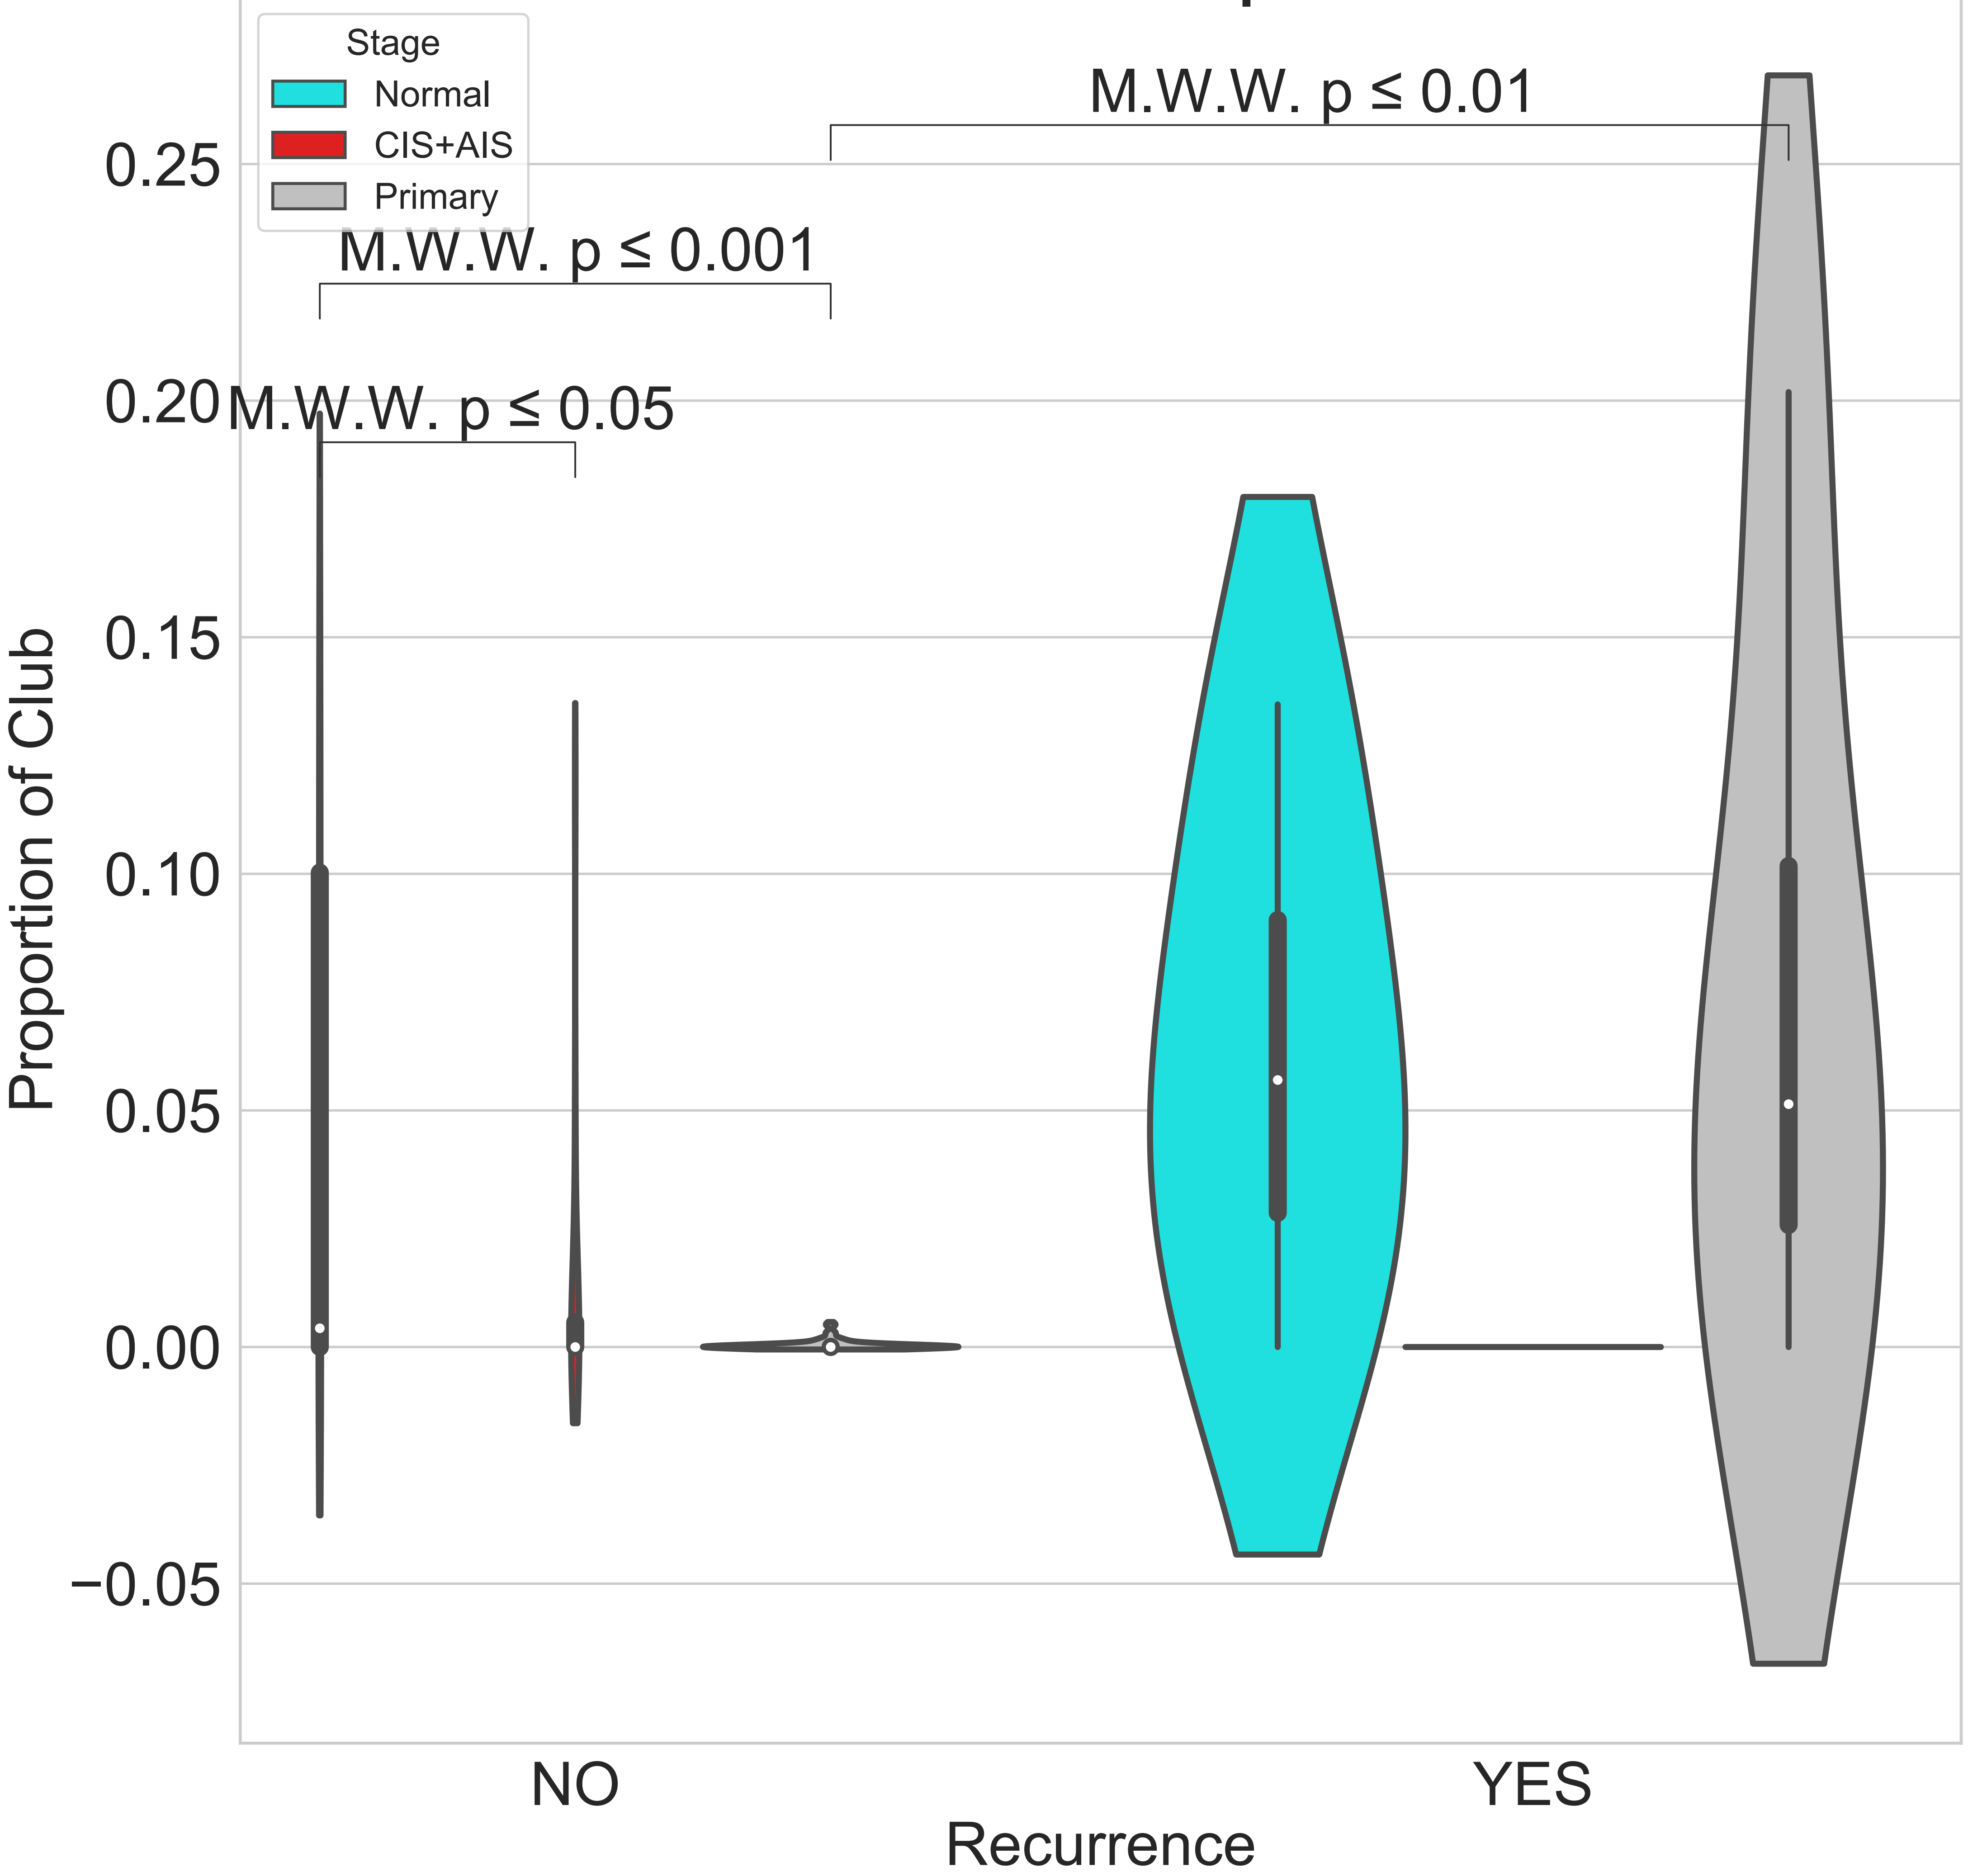 Stage
Normal
CIS+AIS
Primary
M.W.W. p ≤ 0.01
M.W.W. p ≤ 0.001
M.W.W. p ≤ 0.05
0.25
0.20
0.15
0.10
0.05
0.00
−0.05
Proportion of Club
NO
YES
Recurrence